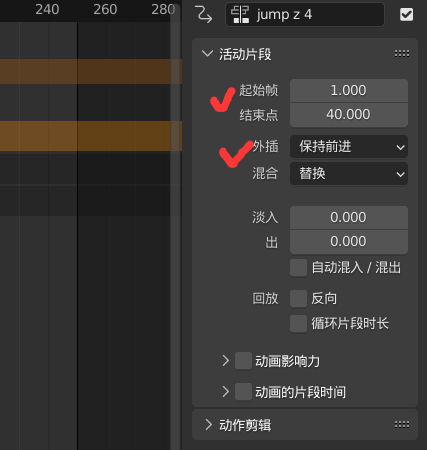 240 260 280
jump z 4
活动片段
起始帧 1.000
结束点 40.000
外插 保持前进
混合 替换
淡入 0.000
出 0.000
自动混入 / 混出
回放 反向
循环片段时长
动画影响力
动画的片段时间
动作剪辑